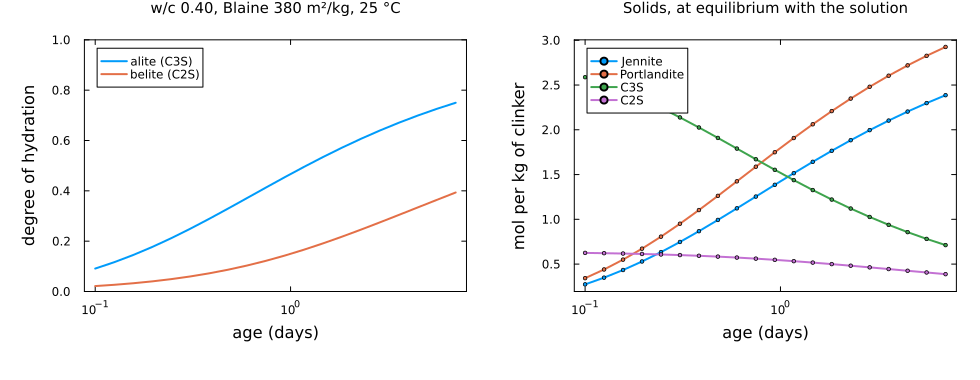 w/c 0.40, Blaine 380 m²/kg, 25 °C
1.0
0.8
0.6
0.4
0.2
0.0
degree of hydration
alite (C3S)
belite (C2S)
10⁻¹
10⁰
age (days)
Solids, at equilibrium with the solution
3.0
2.5
2.0
1.5
1.0
0.5
mol per kg of clinker
Jennite
Portlandite
C3S
C2S
10⁻¹
10⁰
age (days)